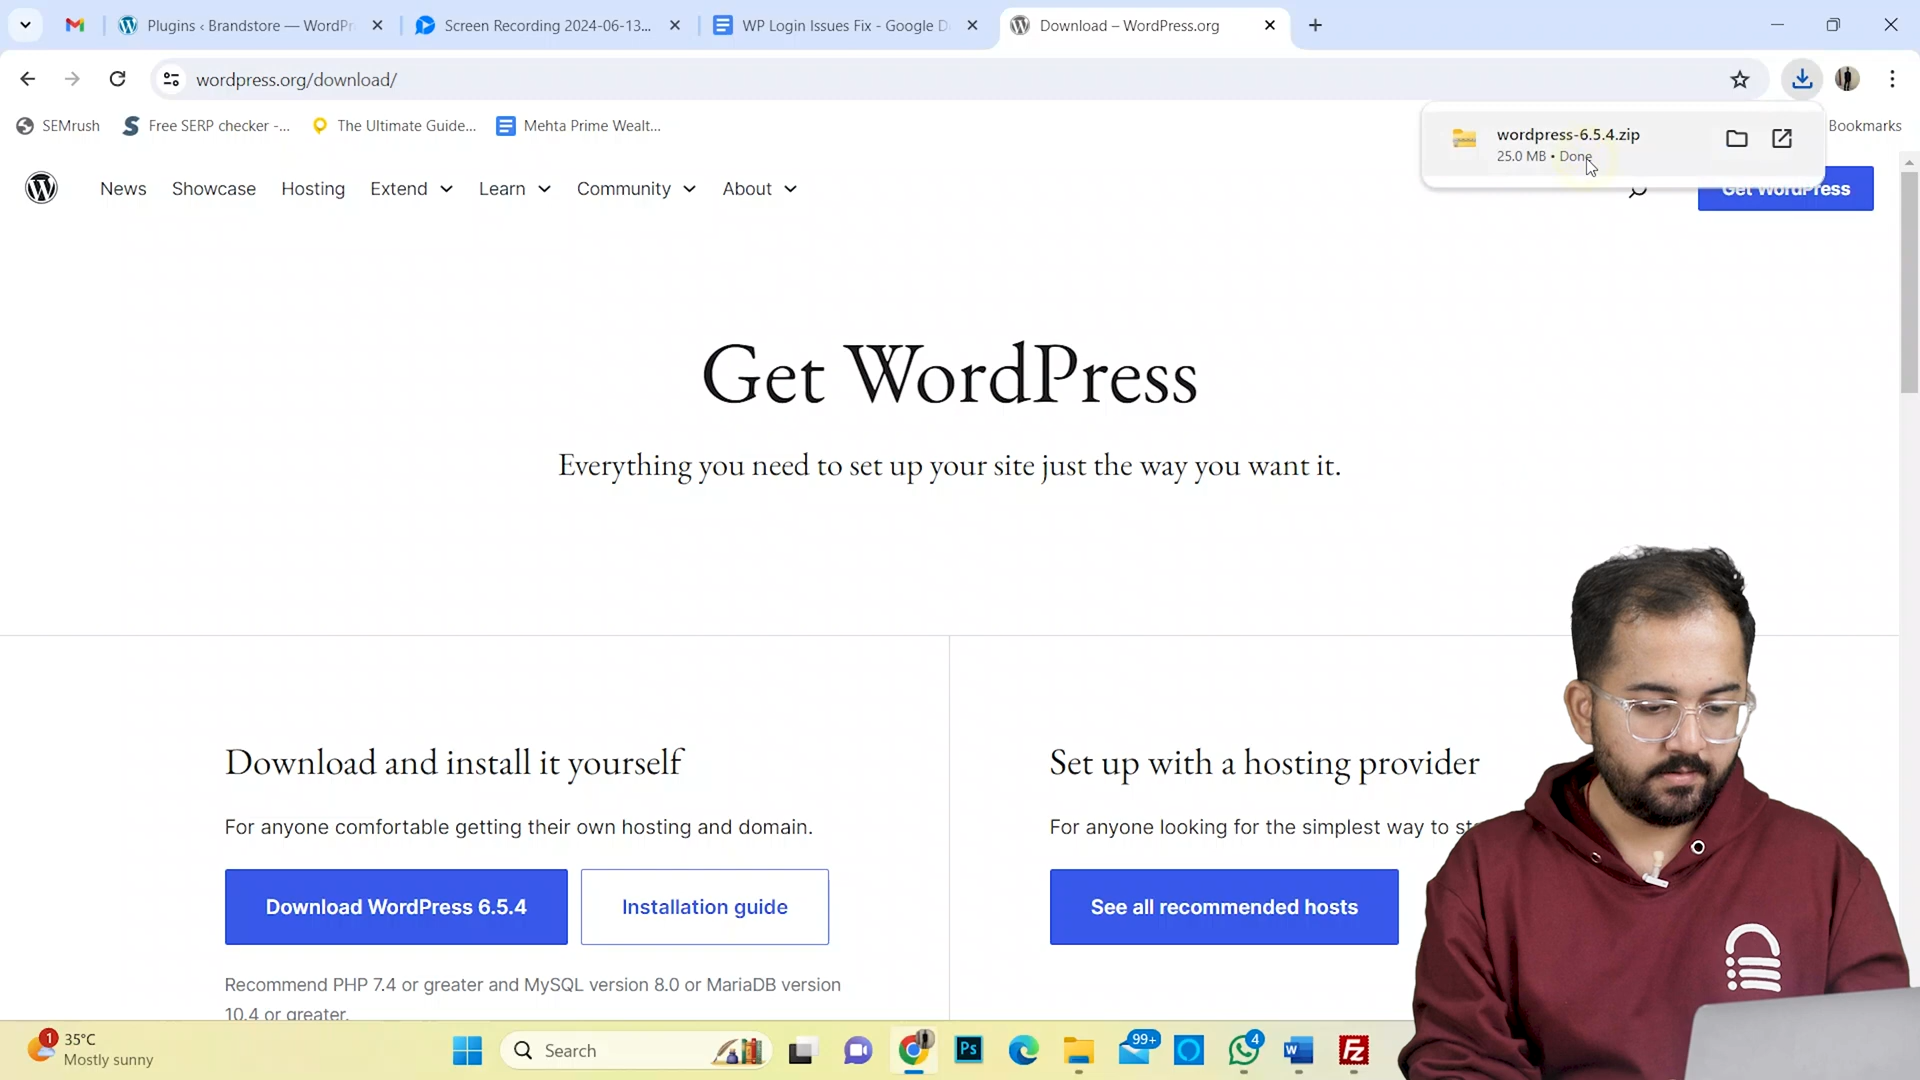 Plugins ‹ Brandstore — WordPr
Screen Recording 2024-06-13...
WP Login Issues Fix - Google D
Download – WordPress.org
wordpress.org/download/
SEMrush
Free SERP checker -...
The Ultimate Guide...
Mehta Prime Wealt...
Bookmarks
wordpress-6.5.4.zip
25.0 MB • Done
News
Showcase
Hosting
Extend
Learn
Community
About
Get WordPress
Get WordPress
Everything you need to set up your site just the way you want it.
Download and install it yourself
For anyone comfortable getting their own hosting and domain.
Download WordPress 6.5.4
Installation guide
Recommend PHP 7.4 or greater and MySQL version 8.0 or MariaDB version
10.4 or greater.
Set up with a hosting provider
For anyone looking for the simplest way to st
See all recommended hosts
1
35°C
Mostly sunny
Search
Ps
99+
4
W
FZ